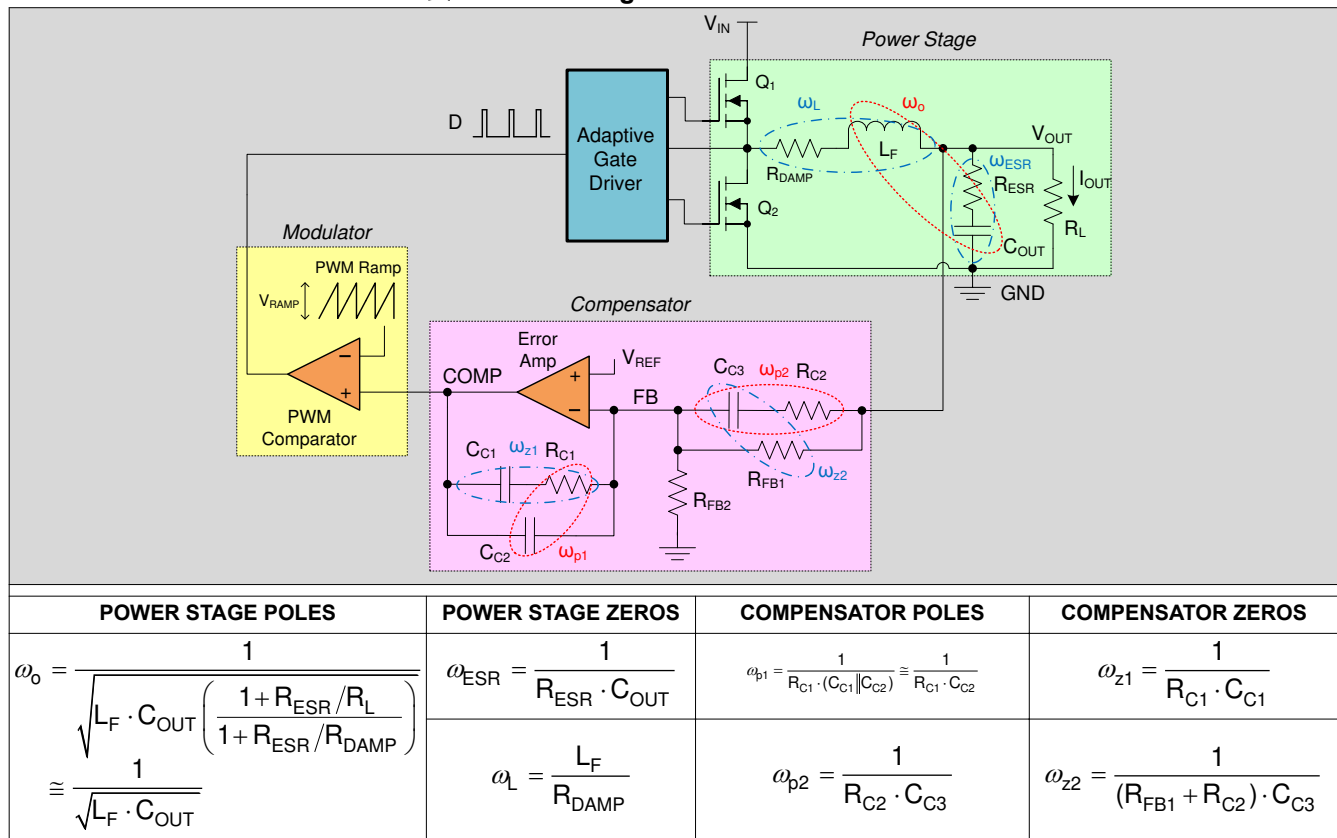 V_IN
Power Stage
Q₁
ω_L
ω_o
D
Adaptive
Gate
Driver
V_OUT
L_F
R_DAMP
ω_ESR
R_ESR
I_OUT
Q₂
R_L
C_OUT
GND
Modulator
PWM Ramp
V_RAMP
−
+
PWM
Comparator
Compensator
Error
Amp
V_REF
COMP
+
−
FB
C_C3
ω_p2
R_C2
C_C1
ω_z1
R_C1
R_FB1
ω_z2
R_FB2
C_C2
ω_p1
POWER STAGE POLES
POWER STAGE ZEROS
COMPENSATOR POLES
COMPENSATOR ZEROS
ω_o = 1 / √(L_F · C_OUT ((1 + R_ESR/R_L) / (1 + R_ESR/R_DAMP)))
≅ 1 / √(L_F · C_OUT)
ω_ESR = 1 / (R_ESR · C_OUT)
ω_p1 = 1 / (R_C1 · (C_C1‖C_C2)) ≅ 1 / (R_C1 · C_C2)
ω_z1 = 1 / (R_C1 · C_C1)
ω_L = L_F / R_DAMP
ω_p2 = 1 / (R_C2 · C_C3)
ω_z2 = 1 / ((R_FB1 + R_C2) · C_C3)